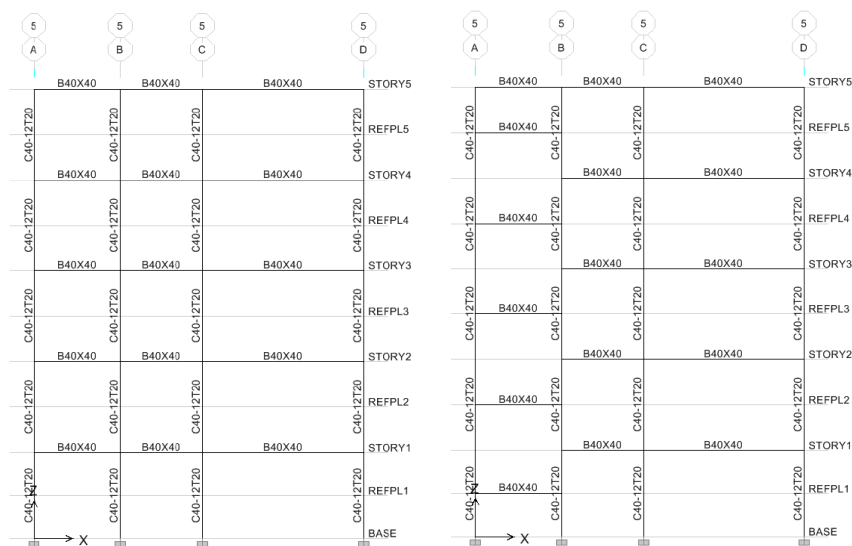 5 5 5 5
A B C D
B40X40 B40X40 B40X40 STORY5
C40-12T20 C40-12T20 C40-12T20 C40-12T20 REFPL5
B40X40 B40X40 B40X40 STORY4
C40-12T20 C40-12T20 C40-12T20 C40-12T20 REFPL4
B40X40 B40X40 B40X40 STORY3
C40-12T20 C40-12T20 C40-12T20 C40-12T20 REFPL3
B40X40 B40X40 B40X40 STORY2
C40-12T20 C40-12T20 C40-12T20 C40-12T20 REFPL2
B40X40 B40X40 B40X40 STORY1
C40-12T20 C40-12T20 C40-12T20 C40-12T20 REFPL1
Z
BASE
X
5 5 5 5
A B C D
B40X40 B40X40 B40X40 STORY5
C40-12T20 B40X40 C40-12T20 C40-12T20 C40-12T20 REFPL5
B40X40 B40X40 STORY4
C40-12T20 B40X40 C40-12T20 C40-12T20 C40-12T20 REFPL4
B40X40 B40X40 STORY3
C40-12T20 B40X40 C40-12T20 C40-12T20 C40-12T20 REFPL3
B40X40 B40X40 STORY2
C40-12T20 B40X40 C40-12T20 C40-12T20 C40-12T20 REFPL2
B40X40 B40X40 STORY1
C40-12T20 B40X40 C40-12T20 C40-12T20 C40-12T20 REFPL1
Z
BASE
X